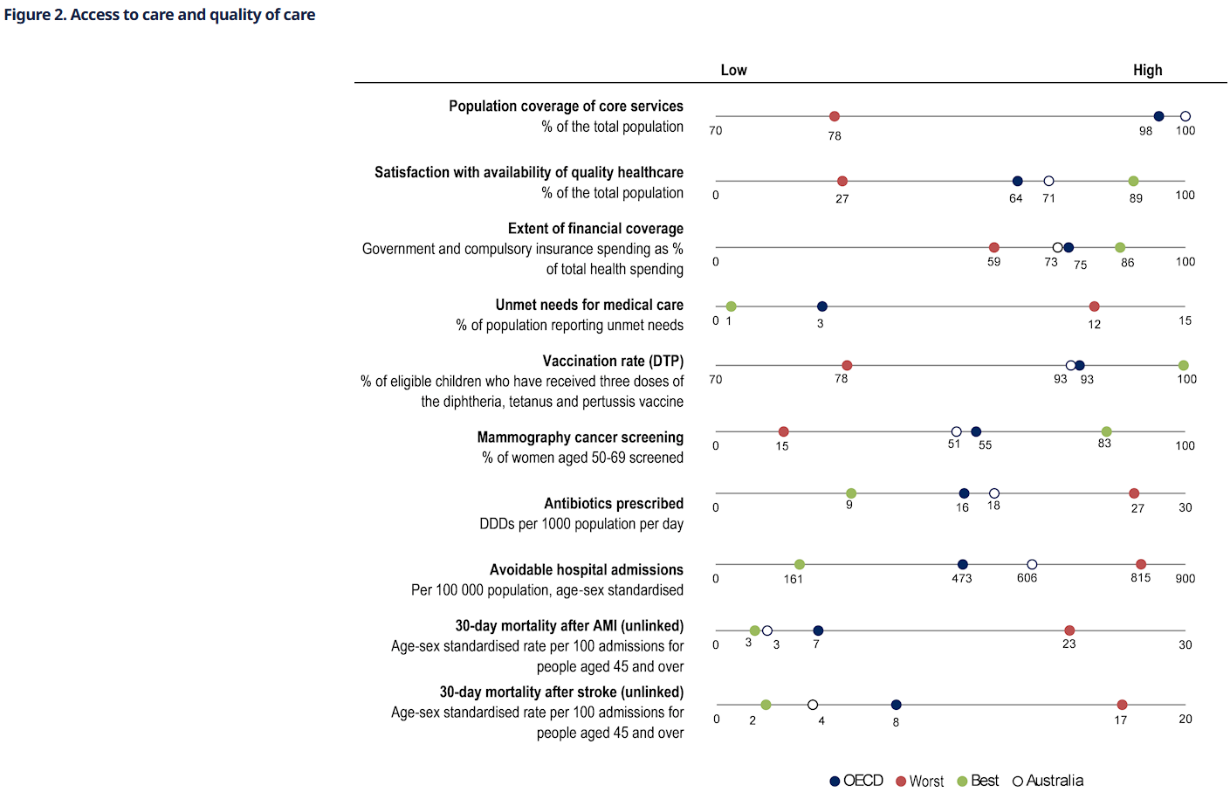 Figure 2. Access to care and quality of care
Low High
Population coverage of core services
% of the total population
70 78 98 100
Satisfaction with availability of quality healthcare
% of the total population
0 27 64 71 89 100
Extent of financial coverage
Government and compulsory insurance spending as %
of total health spending
0 59 73 75 86 100
Unmet needs for medical care
% of population reporting unmet needs
0 1 3 12 15
Vaccination rate (DTP)
% of eligible children who have received three doses of
the diphtheria, tetanus and pertussis vaccine
70 78 93 93 100
Mammography cancer screening
% of women aged 50-69 screened
0 15 51 55 83 100
Antibiotics prescribed
DDDs per 1000 population per day
0 9 16 18 27 30
Avoidable hospital admissions
Per 100 000 population, age-sex standardised
0 161 473 606 815 900
30-day mortality after AMI (unlinked)
Age-sex standardised rate per 100 admissions for
people aged 45 and over
0 3 3 7 23 30
30-day mortality after stroke (unlinked)
Age-sex standardised rate per 100 admissions for
people aged 45 and over
0 2 4 8 17 20
OECD Worst Best Australia